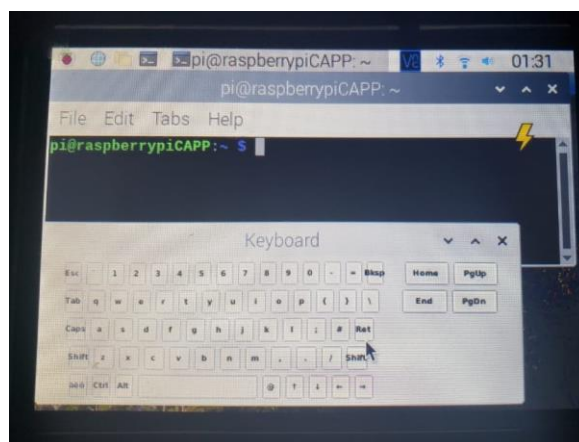 pi@raspberrypiCAPP: ~ 01:31
pi@raspberrypiCAPP: ~
File Edit Tabs Help
pi@raspberrypiCAPP:~ $
Keyboard
Esc ` 1 2 3 4 5 6 7 8 9 0 - = Bksp Home PgUp
Tab q w e r t y u i o p [ ] \ End PgDn
Caps a s d f g h j k l ; # Ret
Shift z x c v b n m , . / Shift
Ctrl Alt @ ↑ ↓ ← →